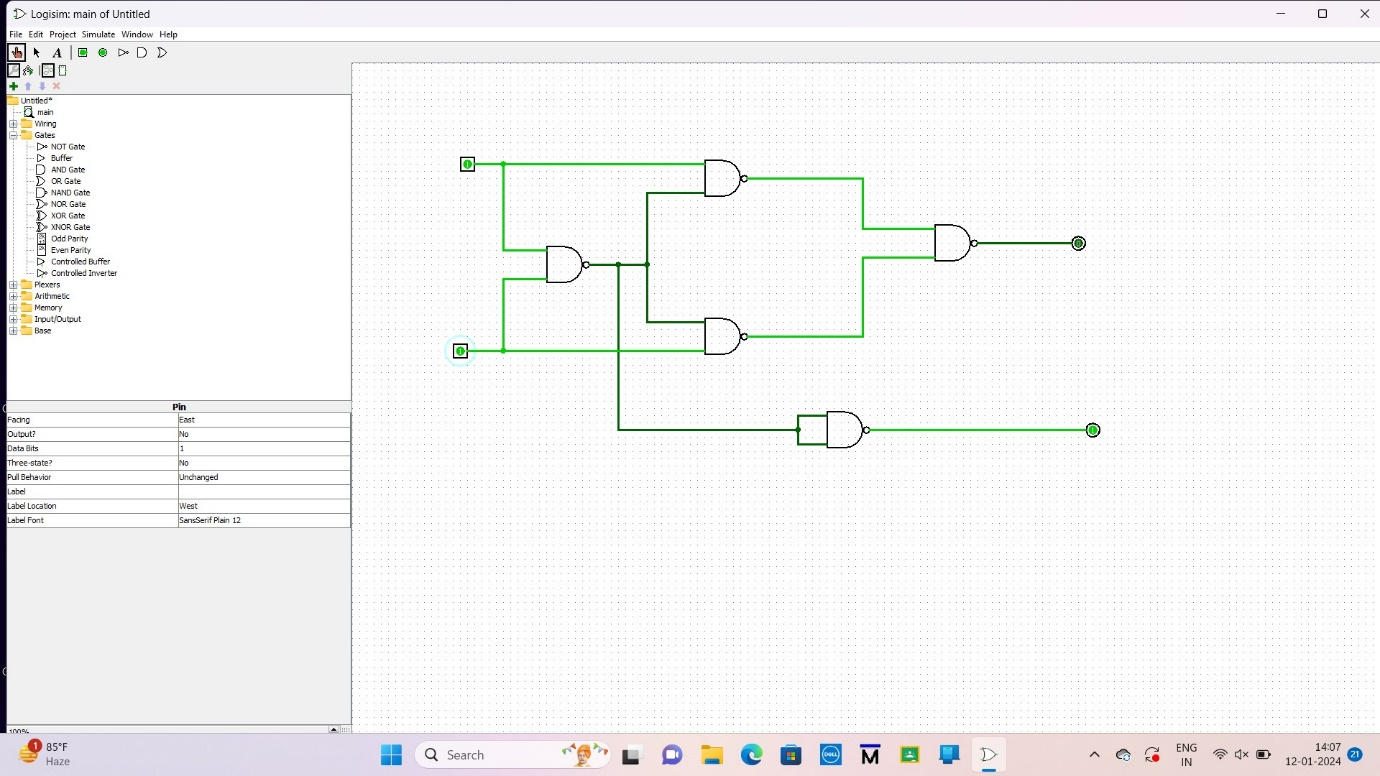 Logisim: main of Untitled
File Edit Project Simulate Window Help
A
Untitled*
main
Wiring
Gates
NOT Gate
Buffer
AND Gate
OR Gate
NAND Gate
NOR Gate
XOR Gate
XNOR Gate
Odd Parity
Even Parity
Controlled Buffer
Controlled Inverter
Plexers
Arithmetic
Memory
Input/Output
Base
Pin
Facing East
Output? No
Data Bits 1
Three-state? No
Pull Behavior Unchanged
Label
Label Location West
Label Font SansSerif Plain 12
100%
1
85°F
Haze
Search
DELL
M
ENG
IN
14:07
12-01-2024
21